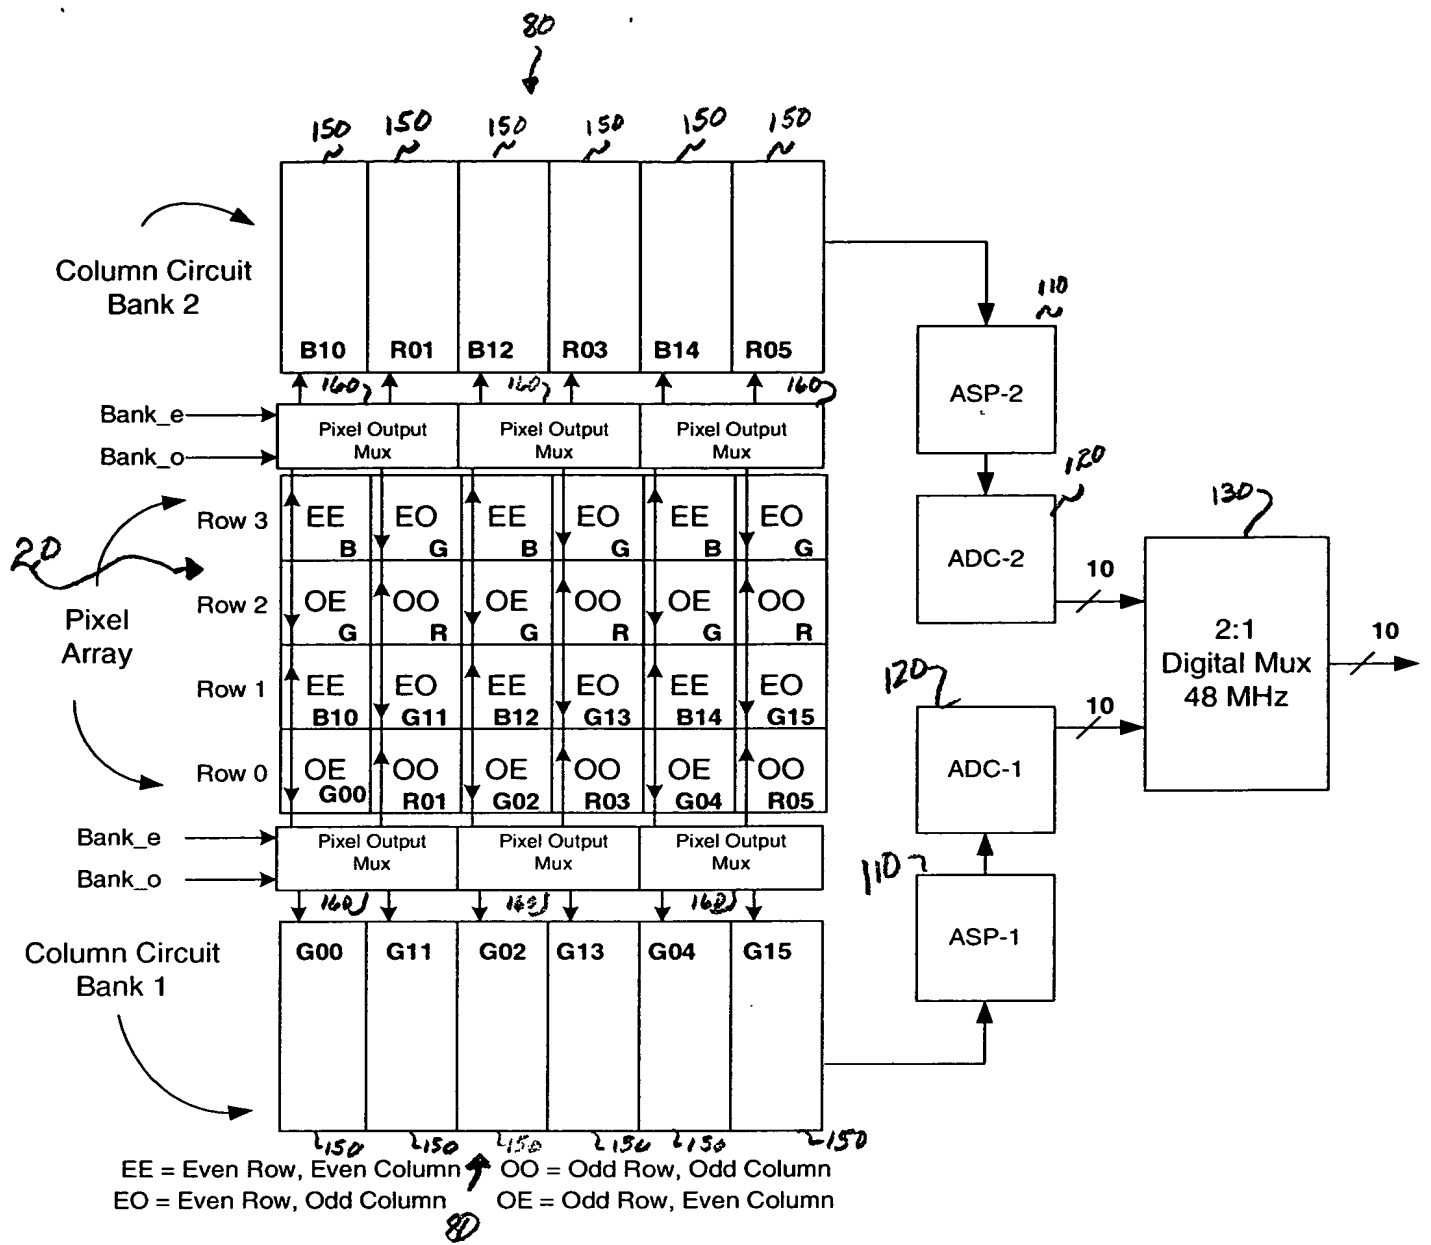 80
150 150 150 150 150 150
Column Circuit
Bank 2
B10 R01 B12 R03 B14 R05
160 160 160
Bank_e
Bank_o
Pixel Output
Mux
Pixel Output
Mux
Pixel Output
Mux
110
ASP-2
120
ADC-2
10
130
2:1
Digital Mux
48 MHz
10
20
Pixel
Array
Row 3 EE EO EE EO EE EO
B G B G B G
Row 2 OE OO OE OO OE OO
G R G R G R
Row 1 EE EO EE EO EE EO
B10 G11 B12 G13 B14 G15
Row 0 OE OO OE OO OE OO
G00 R01 G02 R03 G04 R05
120
10
ADC-1
110
ASP-1
Bank_e
Bank_o
Pixel Output
Mux
Pixel Output
Mux
Pixel Output
Mux
160 160 160
Column Circuit
Bank 1
G00 G11 G02 G13 G04 G15
150 150 150 150 150 150
EE = Even Row, Even Column OO = Odd Row, Odd Column
EO = Even Row, Odd Column OE = Odd Row, Even Column
80